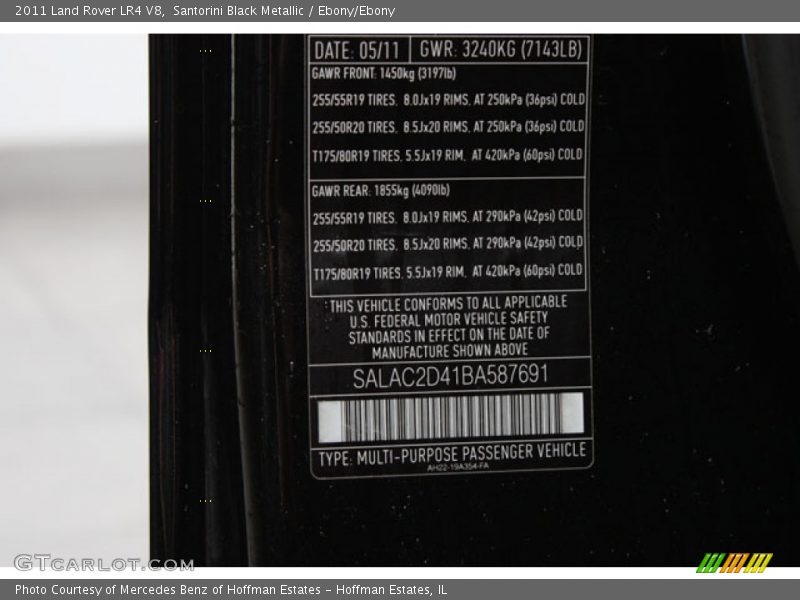 2011 Land Rover LR4 V8,  Santorini Black Metallic / Ebony/Ebony
DATE: 05/11 GWR: 3240KG (7143LB)
GAWR FRONT: 1450kg (3197lb)
255/55R19 TIRES, 8.0Jx19 RIMS, AT 250kPa (36psi) COLD
255/50R20 TIRES, 8.5Jx20 RIMS, AT 250kPa (36psi) COLD
T175/80R19 TIRES, 5.5Jx19 RIM, AT 420kPa (60psi) COLD
GAWR REAR: 1855kg (4090lb)
255/55R19 TIRES, 8.0Jx19 RIMS, AT 290kPa (42psi) COLD
255/50R20 TIRES, 8.5Jx20 RIMS, AT 290kPa (42psi) COLD
T175/80R19 TIRES, 5.5Jx19 RIM, AT 420kPa (60psi) COLD
THIS VEHICLE CONFORMS TO ALL APPLICABLE
U.S. FEDERAL MOTOR VEHICLE SAFETY
STANDARDS IN EFFECT ON THE DATE OF
MANUFACTURE SHOWN ABOVE
SALAC2D41BA587691
TYPE: MULTI-PURPOSE PASSENGER VEHICLE
AH22-19A354-FA
GTcarlot.com
Photo Courtesy of Mercedes Benz of Hoffman Estates - Hoffman Estates, IL